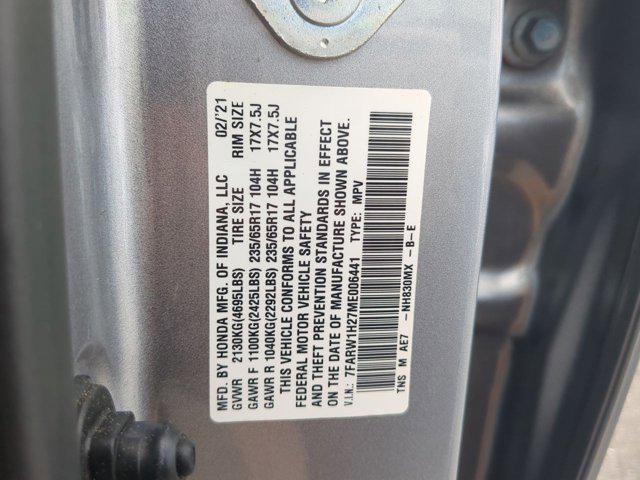 MFD. BY HONDA MFG. OF INDIANA, LLC 02/'21
GVWR 2130KG(4695LBS) TIRE SIZE RIM SIZE
GAWR F 1100KG(2425LBS) 235/65R17 104H 17X7.5J
GAWR R 1040KG(2292LBS) 235/65R17 104H 17X7.5J
THIS VEHICLE CONFORMS TO ALL APPLICABLE
FEDERAL MOTOR VEHICLE SAFETY
AND THEFT PREVENTION STANDARDS IN EFFECT
ON THE DATE OF MANUFACTURE SHOWN ABOVE.
V.I.N.: 7FARW1H27ME006441 TYPE: MPV
TNS M AE7 -NH830MX -B-E